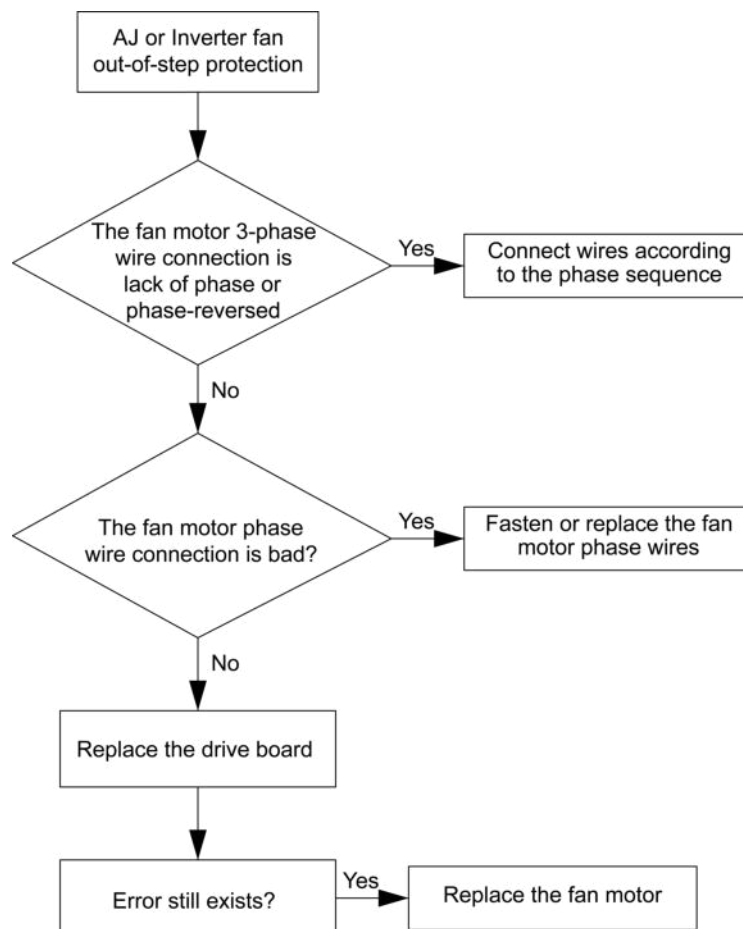 AJ or Inverter fan
out-of-step protection
The fan motor 3-phase
wire connection is
lack of phase or
phase-reversed
Yes
Connect wires according
to the phase sequence
No
The fan motor phase
wire connection is bad?
Yes
Fasten or replace the fan
motor phase wires
No
Replace the drive board
Error still exists?
Yes
Replace the fan motor